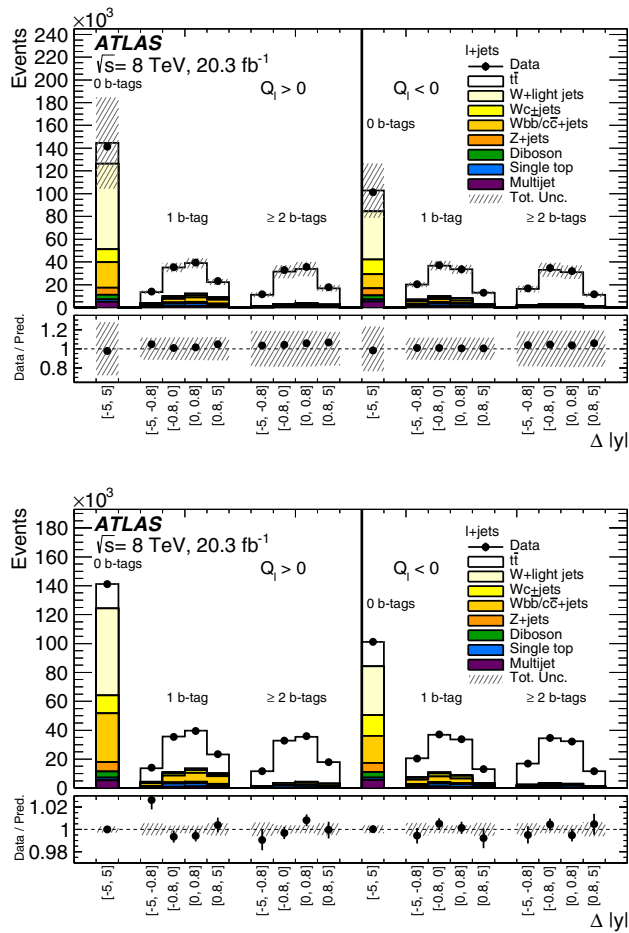 ×10³
240
220
200
180
160
140
120
100
80
60
40
20
0
Events
ATLAS
√s= 8 TeV, 20.3 fb⁻¹
0 b-tags
Q_l > 0
Q_l < 0
0 b-tags
1 b-tag
≥ 2 b-tags
1 b-tag
≥ 2 b-tags
l+jets
Data
tt̄
W+light jets
Wc+jets
Wbb̄/cc̄+jets
Z+jets
Diboson
Single top
Multijet
Tot. Unc.
Data / Pred.
1.2
1
0.8
[-5, 5]
[-5, -0.8]
[-0.8, 0]
[0, 0.8]
[0.8, 5]
[-5, -0.8]
[-0.8, 0]
[0, 0.8]
[0.8, 5]
[-5, 5]
[-5, -0.8]
[-0.8, 0]
[0, 0.8]
[0.8, 5]
[-5, -0.8]
[-0.8, 0]
[0, 0.8]
[0.8, 5]
Δ |y|
×10³
180
160
140
120
100
80
60
40
20
0
Events
ATLAS
√s= 8 TeV, 20.3 fb⁻¹
0 b-tags
Q_l > 0
Q_l < 0
0 b-tags
1 b-tag
≥ 2 b-tags
1 b-tag
≥ 2 b-tags
l+jets
Data
tt̄
W+light jets
Wc+jets
Wbb̄/cc̄+jets
Z+jets
Diboson
Single top
Multijet
Tot. Unc.
Data / Pred.
1.02
1
0.98
[-5, 5]
[-5, -0.8]
[-0.8, 0]
[0, 0.8]
[0.8, 5]
[-5, -0.8]
[-0.8, 0]
[0, 0.8]
[0.8, 5]
[-5, 5]
[-5, -0.8]
[-0.8, 0]
[0, 0.8]
[0.8, 5]
[-5, -0.8]
[-0.8, 0]
[0, 0.8]
[0.8, 5]
Δ |y|